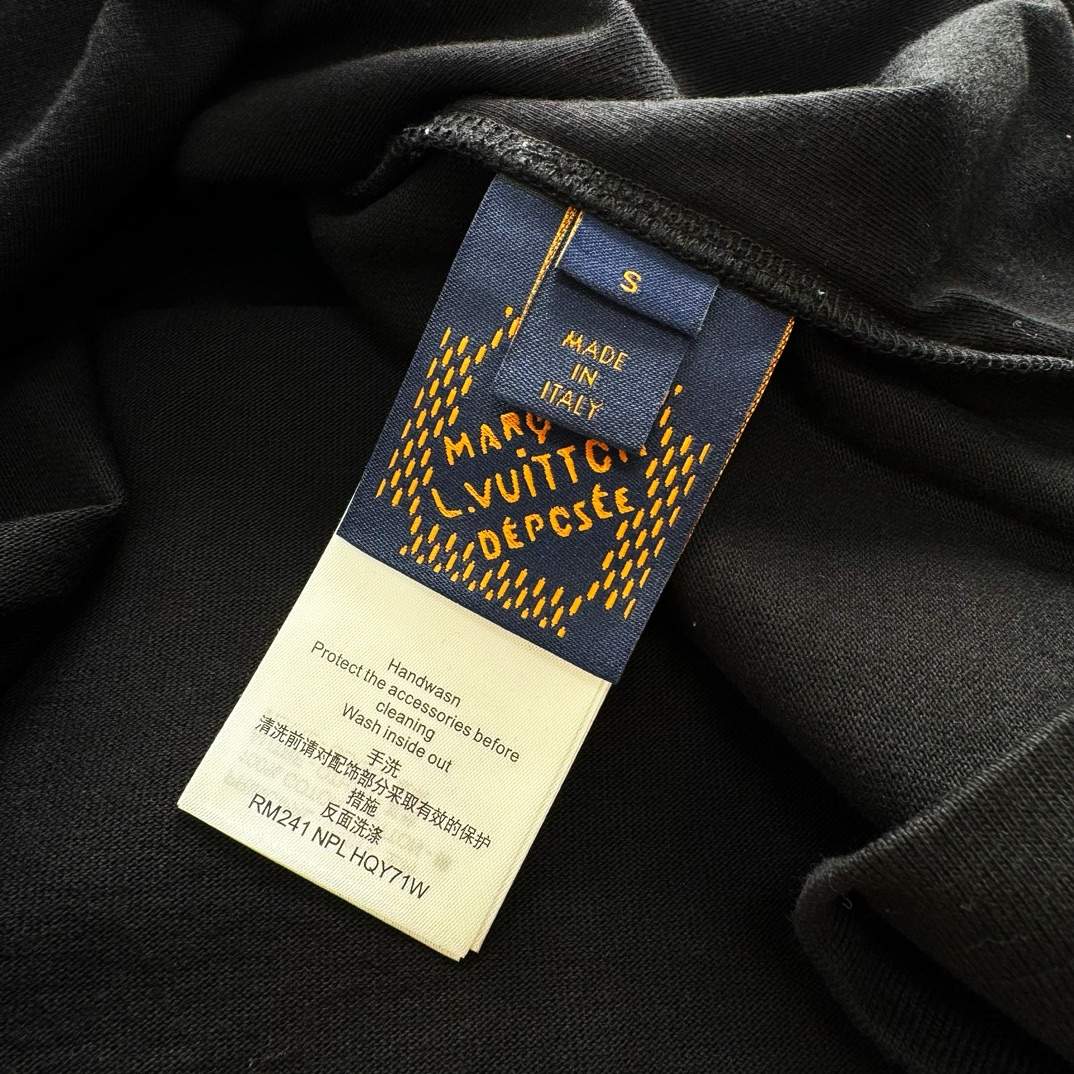 S
MADE
IN
ITALY
L.VUITTON
DÉPOSÉE
Handwasn
Protect the accessories before
cleaning
Wash inside out
手洗
清洗前请对配饰部分采取有效的保护
措施
反面洗涤
RM241 NPL HQY71W